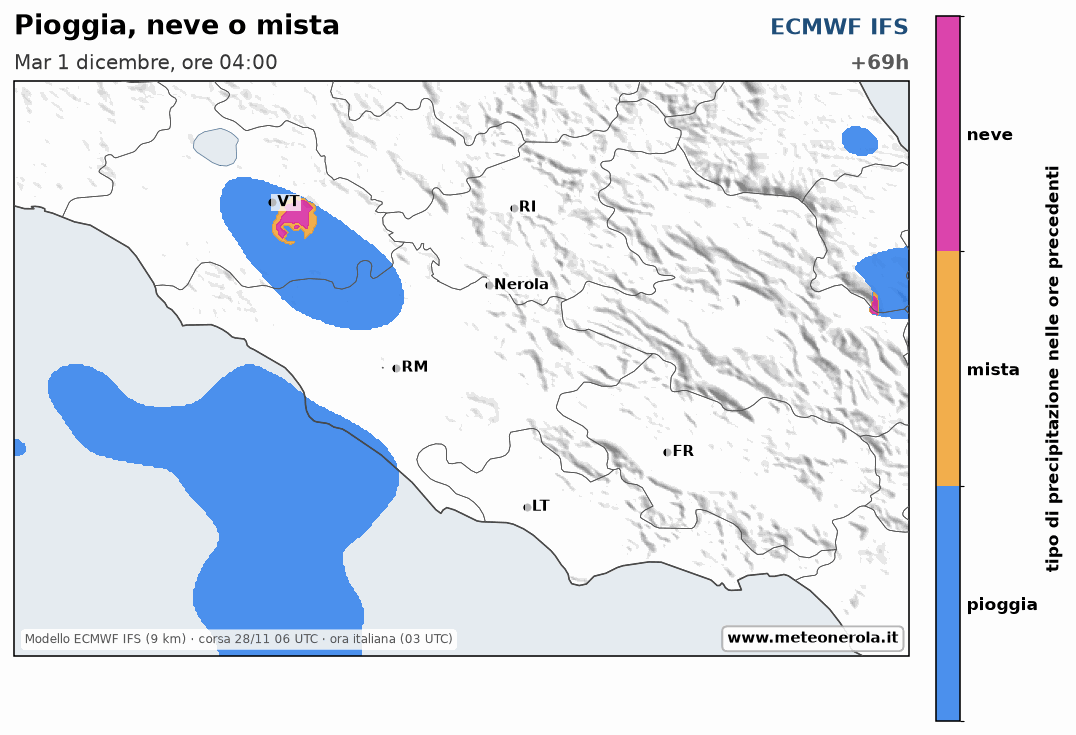 Pioggia, neve o mista
ECMWF IFS
Mar 1 dicembre, ore 04:00
+69h
neve
VT
RI
Nerola
RM
mista
FR
LT
pioggia
tipo di precipitazione nelle ore precedenti
Modello ECMWF IFS (9 km) · corsa 28/11 06 UTC · ora italiana (03 UTC)
www.meteonerola.it